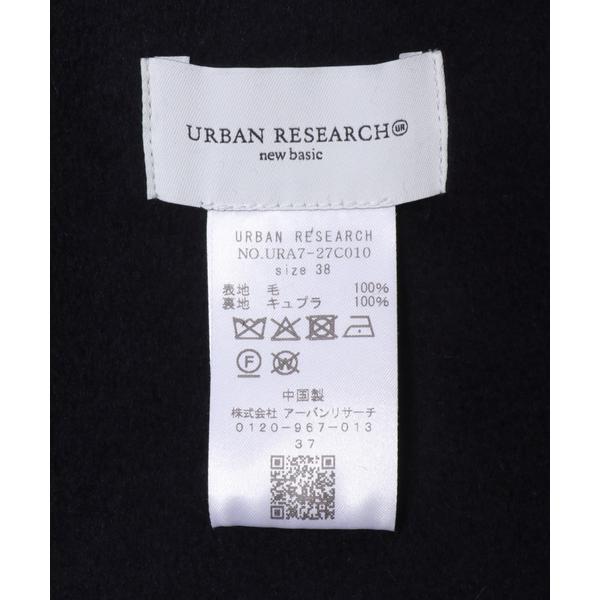 URBAN RESEARCH UR
new basic
URBAN RESEARCH
NO.URA7-27C010
size 38
表地 毛 100%
裏地 キュプラ 100%
F W
中国製
株式会社 アーバンリサーチ
0120-967-013
37